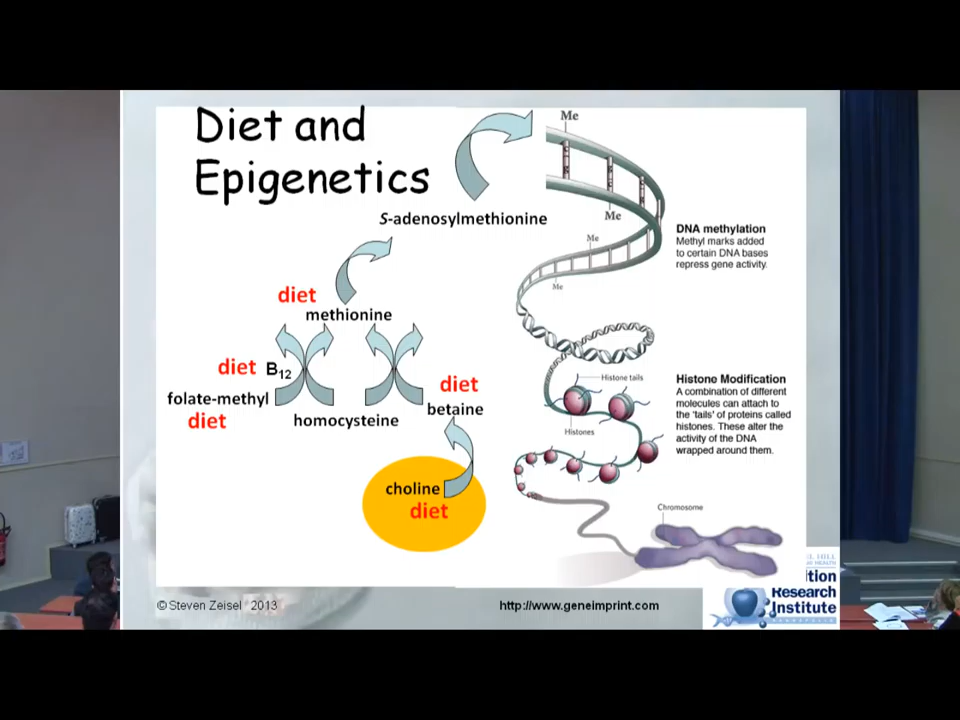 Diet and
Epigenetics
Me
S-adenosylmethionine
Me
Me
DNA methylation
Methyl marks added
to certain DNA bases
repress gene activity.
Me
diet
methionine
diet B12
folate-methyl
diet
homocysteine
diet
betaine
choline
diet
Histone tails
Histones
Histone Modification
A combination of different
molecules can attach to
the 'tails' of proteins called
histones. These alter the
activity of the DNA
wrapped around them.
Chromosome
© Steven Zeisel 2013
http://www.geneimprint.com
Research
Institute